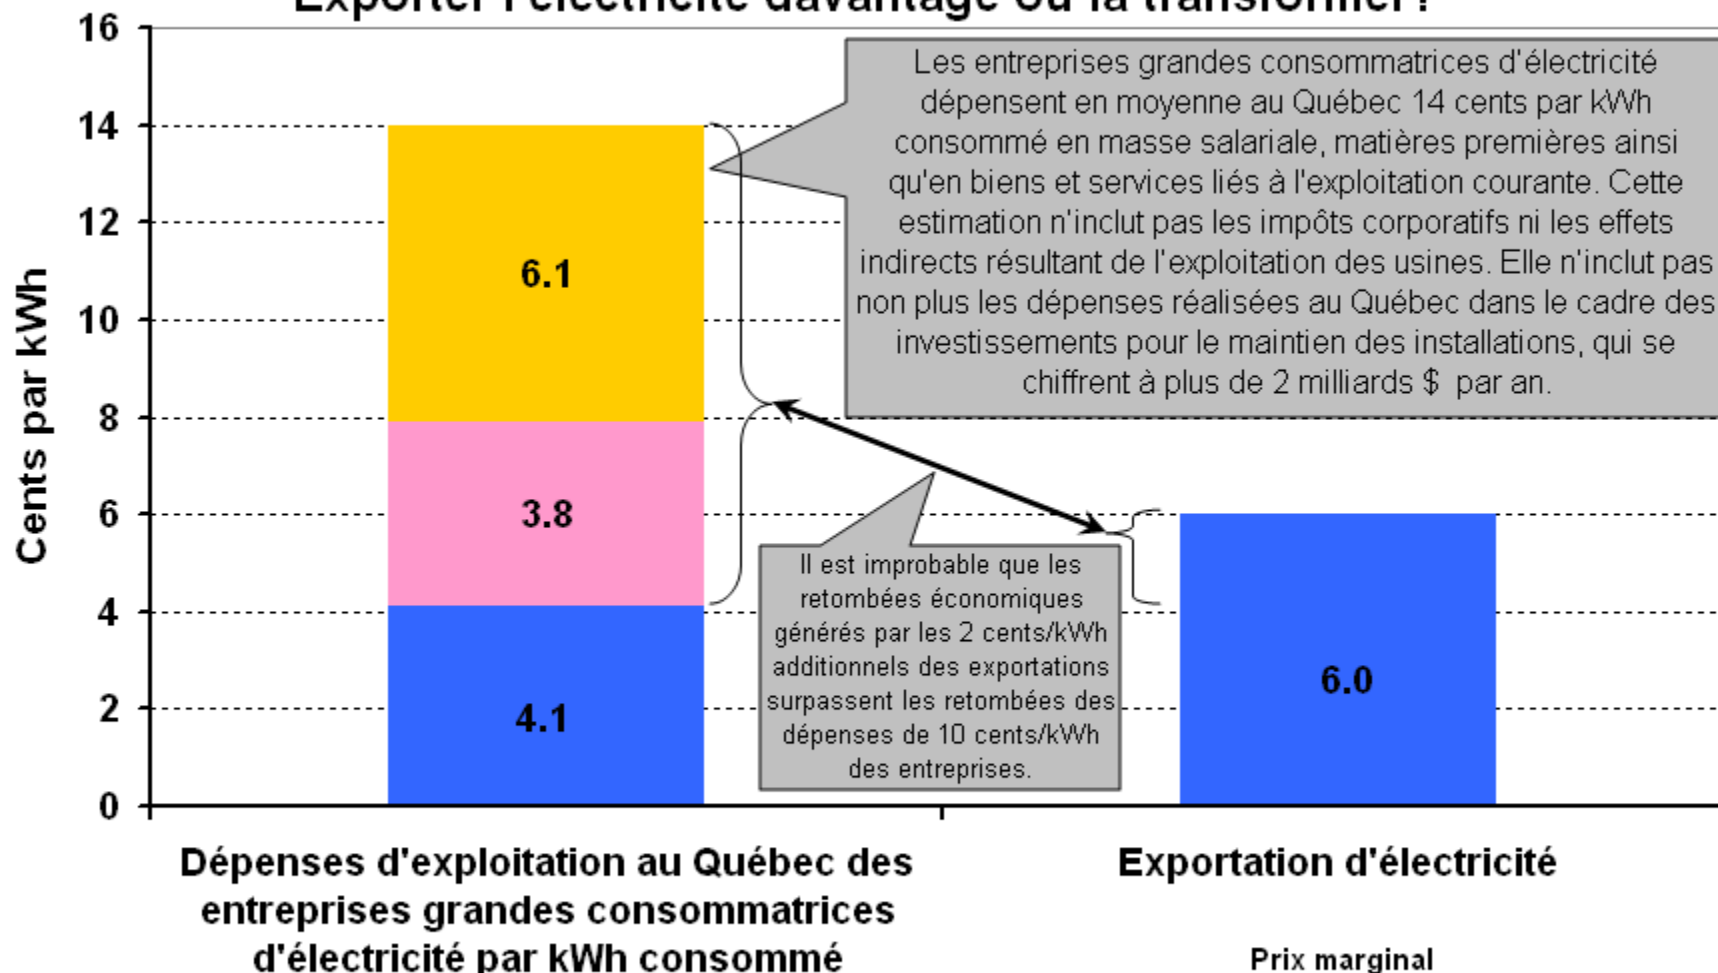 Exporter l'électricité davantage ou la transformer?
16
14
12
10
8
6
4
2
0
Cents par kWh
6.1
3.8
4.1
6.0
Les entreprises grandes consommatrices d'électricité
dépensent en moyenne au Québec 14 cents par kWh
consommé en masse salariale, matières premières ainsi
qu'en biens et services liés à l'exploitation courante. Cette
estimation n'inclut pas les impôts corporatifs ni les effets
indirects résultant de l'exploitation des usines. Elle n'inclut pas
non plus les dépenses réalisées au Québec dans le cadre des
investissements pour le maintien des installations, qui se
chiffrent à plus de 2 milliards $ par an.
Il est improbable que les
retombées économiques
générés par les 2 cents/kWh
additionnels des exportations
surpassent les retombées des
dépenses de 10 cents/kWh
des entreprises.
Dépenses d'exploitation au Québec des
entreprises grandes consommatrices
d'électricité par kWh consommé
Exportation d'électricité
Prix marginal